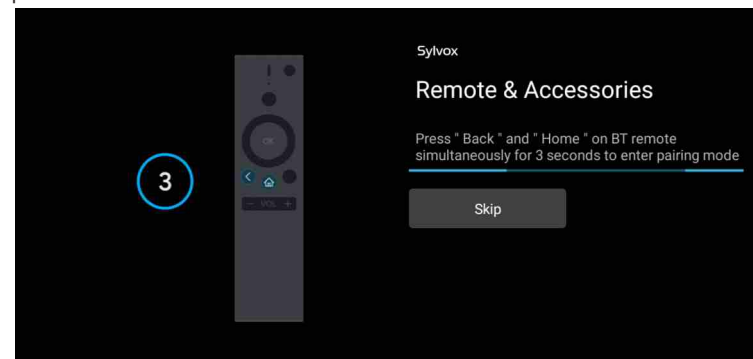 Sylvox
Remote & Accessories
Press " Back " and " Home " on BT remote
simultaneously for 3 seconds to enter pairing mode
3
OK
- VOL +
Skip